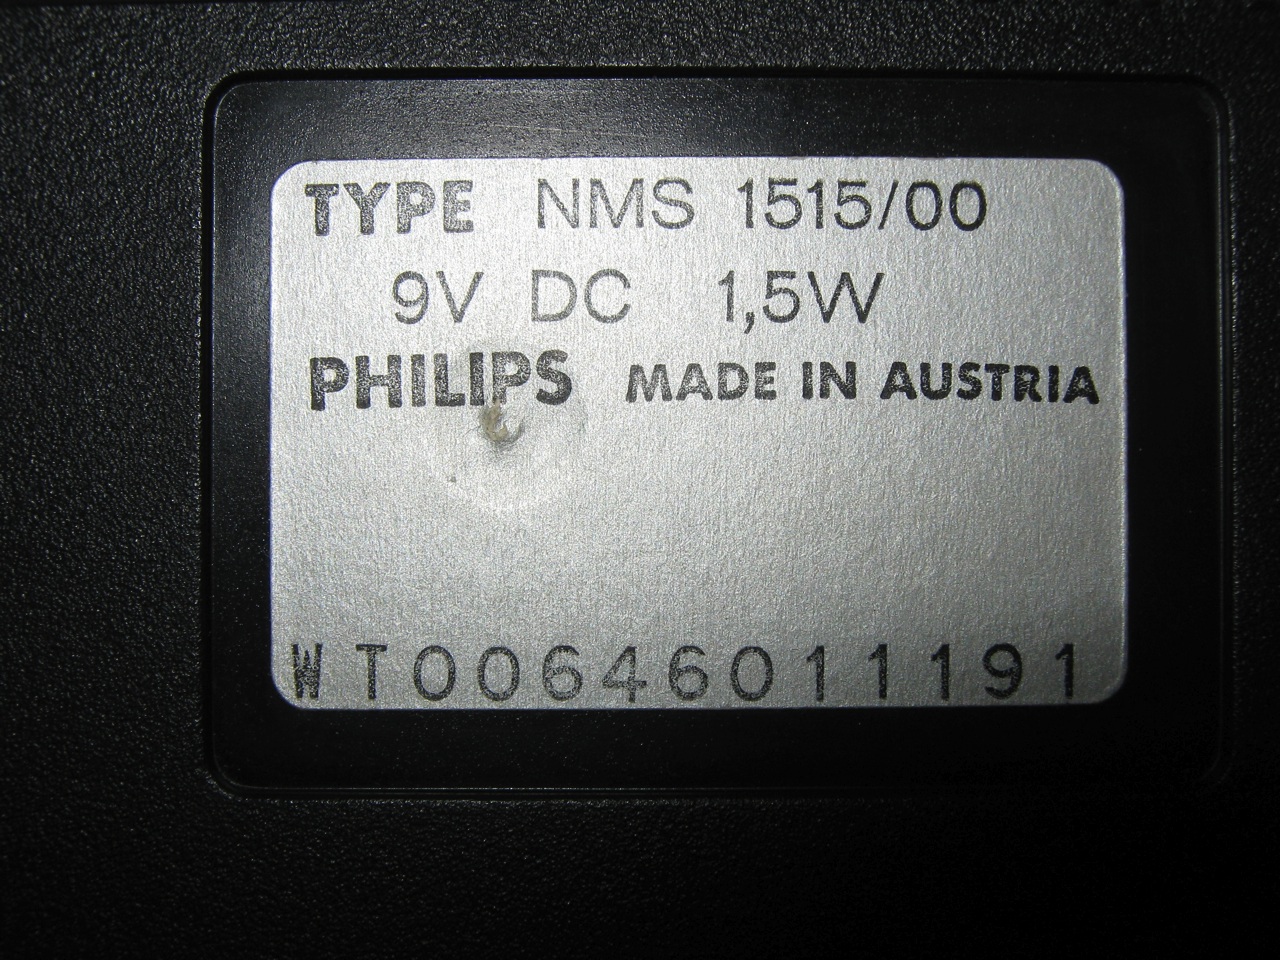 TYPE NMS 1515/00
9V DC 1,5W
PHILIPS MADE IN AUSTRIA
WT00646011191